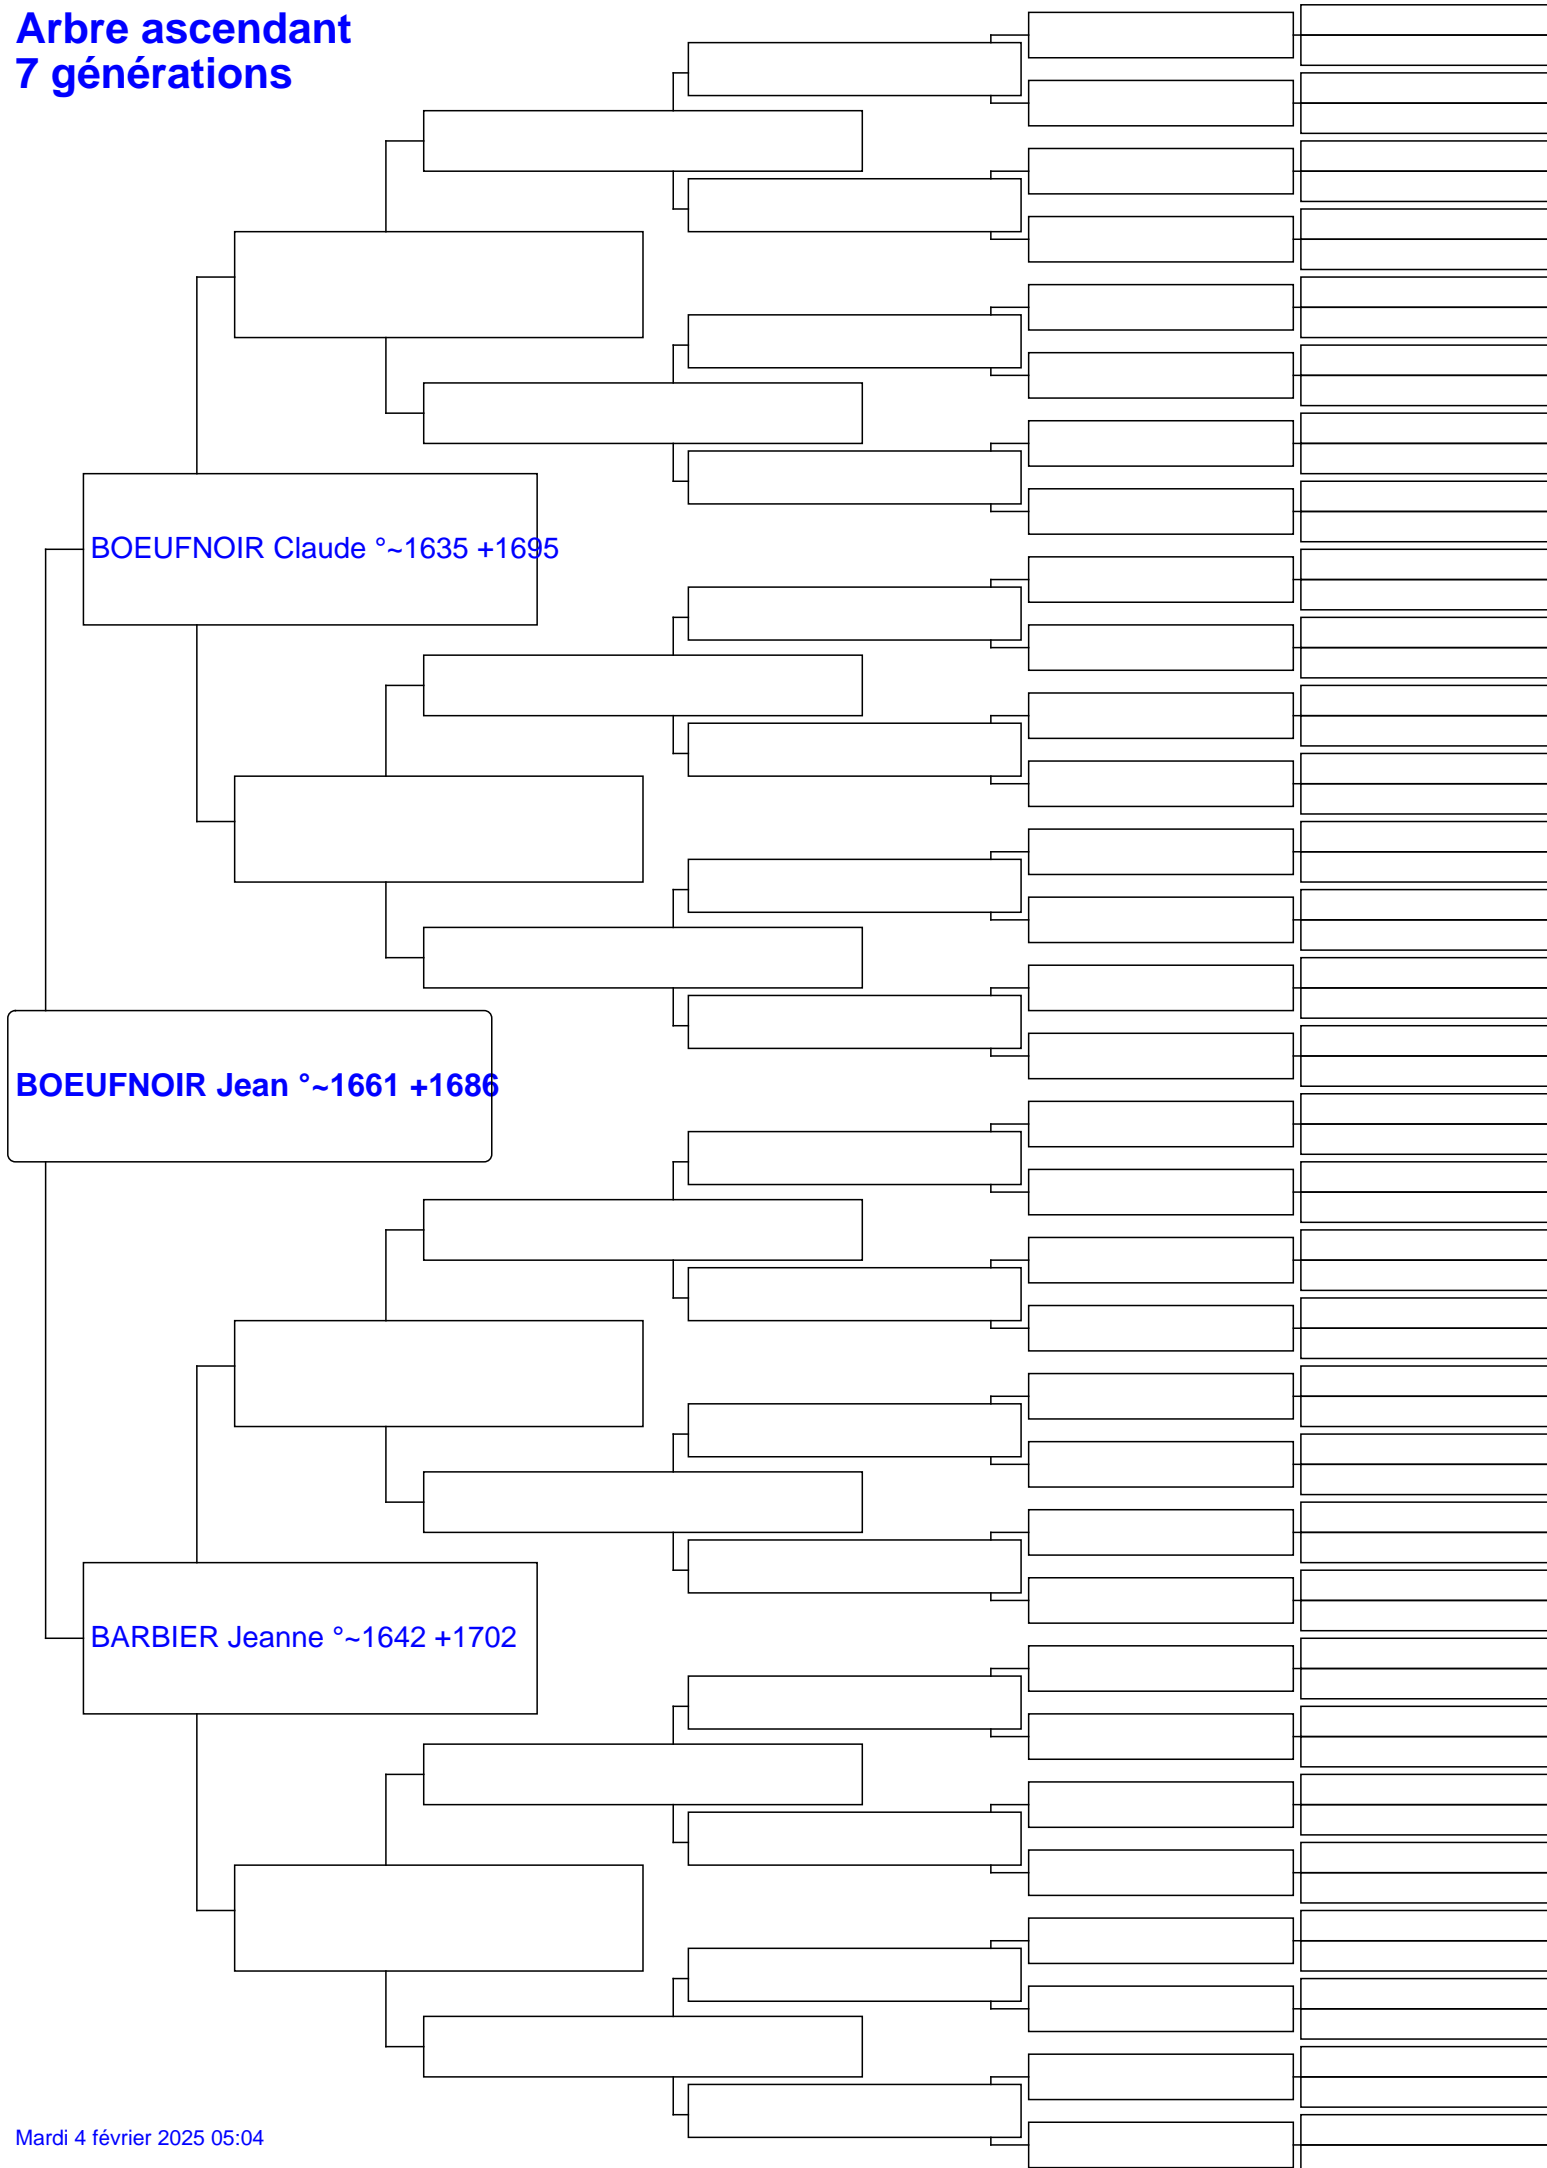 Arbre ascendant
7 générations
BOEUFNOIR Claude °~1635 +1695
BOEUFNOIR Jean °~1661 +1686
BARBIER Jeanne °~1642 +1702
Mardi 4 février 2025 05:04